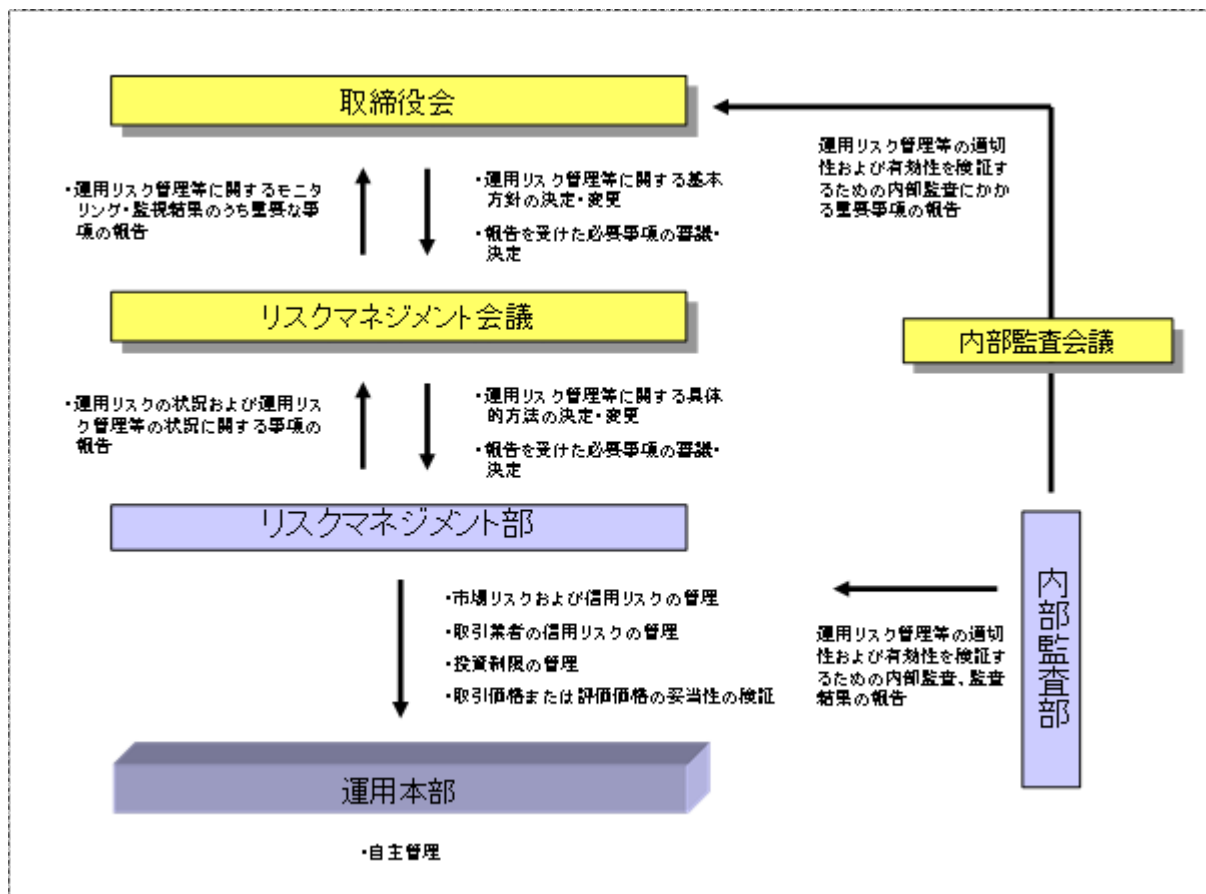 取締役会
運用リスク管理等の適切
性および有効性を検証す
るための内部監査にかか
る重要事項の報告
・運用リスク管理等に関するモニタ
リング・監視結果のうち重要な事
項の報告
・運用リスク管理等に関する基本
方針の決定・変更
・報告を受けた必要事項の審議・
決定
リスクマネジメント会議
内部監査会議
・運用リスクの状況および運用リス
ク管理等の状況に関する事項の
報告
・運用リスク管理等に関する具体
的方法の決定・変更
・報告を受けた必要事項の審議・
決定
リスクマネジメント部
内部監査部
・市場リスクおよび信用リスクの管理
・取引業者の信用リスクの管理
・投資制限の管理
・取引価格または評価価格の妥当性の検証
運用リスク管理等の適切
性および有効性を検証す
るための内部監査、監査
結果の報告
運用本部
・自主管理